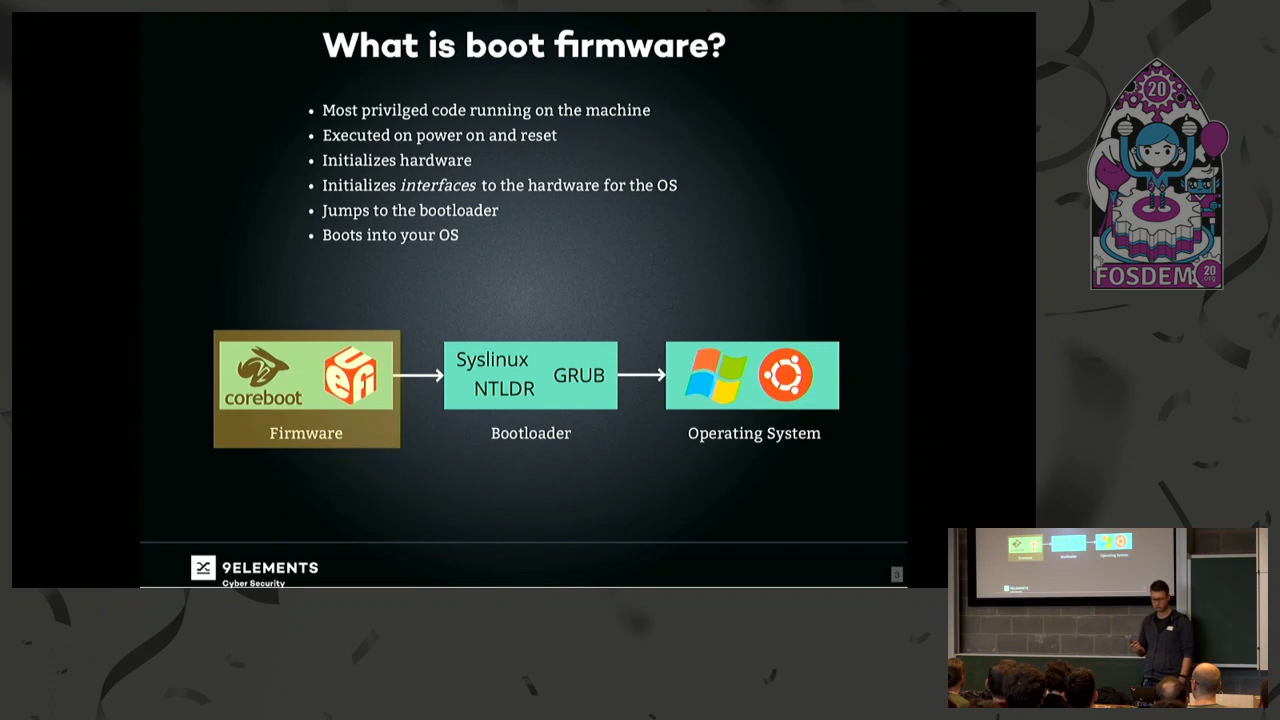 What is boot firmware?
• Most privilged code running on the machine
• Executed on power on and reset
• Initializes hardware
• Initializes interfaces to the hardware for the OS
• Jumps to the bootloader
• Boots into your OS
coreboot
uefi
Firmware
Syslinux
NTLDR
GRUB
Bootloader
Operating System
9ELEMENTS
Cyber Security
20
FOSDEM
20
.org